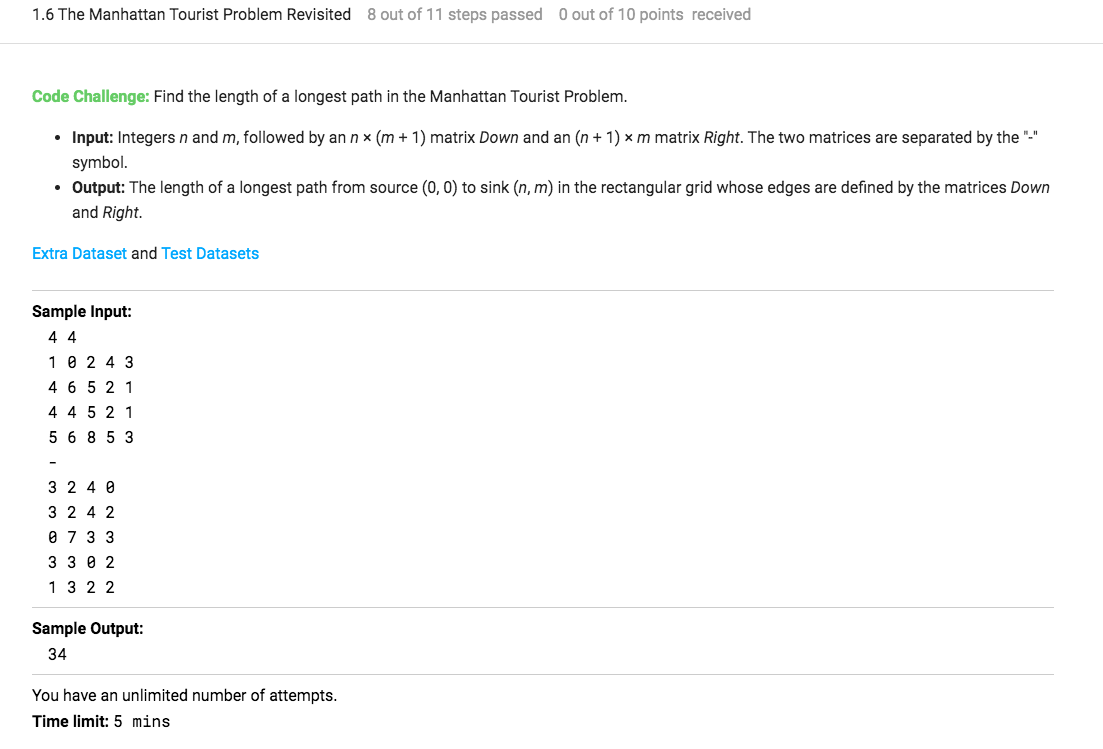 1.6 The Manhattan Tourist Problem Revisited 8 out of 11 steps passed 0 out of 10 points received
Code Challenge: Find the length of a longest path in the Manhattan Tourist Problem.
• Input: Integers n and m, followed by an n × (m + 1) matrix Down and an (n + 1) × m matrix Right. The two matrices are separated by the "-"
symbol.
• Output: The length of a longest path from source (0, 0) to sink (n, m) in the rectangular grid whose edges are defined by the matrices Down
and Right.
Extra Dataset and Test Datasets
Sample Input:
4 4
1 0 2 4 3
4 6 5 2 1
4 4 5 2 1
5 6 8 5 3
-
3 2 4 0
3 2 4 2
0 7 3 3
3 3 0 2
1 3 2 2
Sample Output:
34
You have an unlimited number of attempts.
Time limit: 5 mins